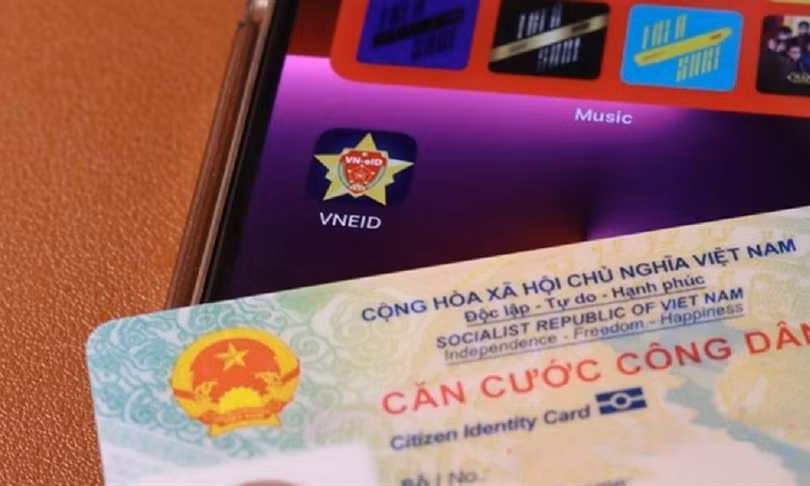 Music
VN-eID
VNEID
CỘNG HÒA XÃ HỘI CHỦ NGHĨA VIỆT NAM
Độc lập - Tự do - Hạnh phúc
SOCIALIST REPUBLIC OF VIET NAM
Independence - Freedom - Happiness
CĂN CƯỚC CÔNG DÂN
Citizen Identity Card
Số / No.: